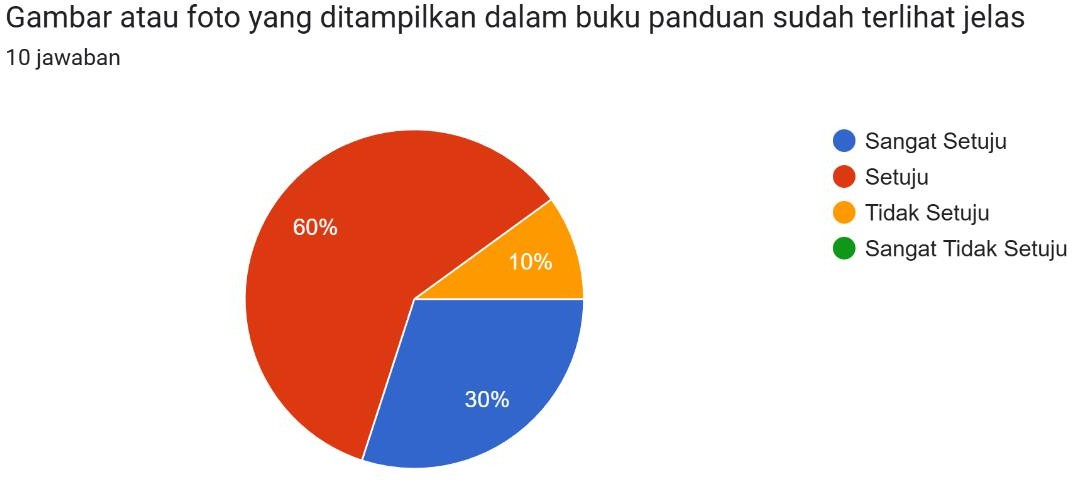 Gambar atau foto yang ditampilkan dalam buku panduan sudah terlihat jelas
10 jawaban
Sangat Setuju
Setuju
Tidak Setuju
Sangat Tidak Setuju
60%
10%
30%